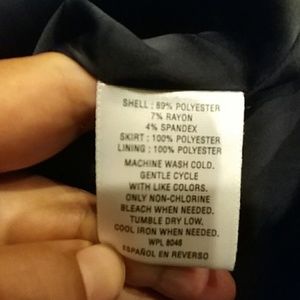 SHELL : 89% POLYESTER
7% RAYON
4% SPANDEX
SKIRT : 100% POLYESTER
LINING : 100% POLYESTER
MACHINE WASH COLD.
GENTLE CYCLE
WITH LIKE COLORS.
ONLY NON-CHLORINE
BLEACH WHEN NEEDED.
TUMBLE DRY LOW.
COOL IRON WHEN NEEDED.
WPL 8046
ESPAÑOL EN REVERSO